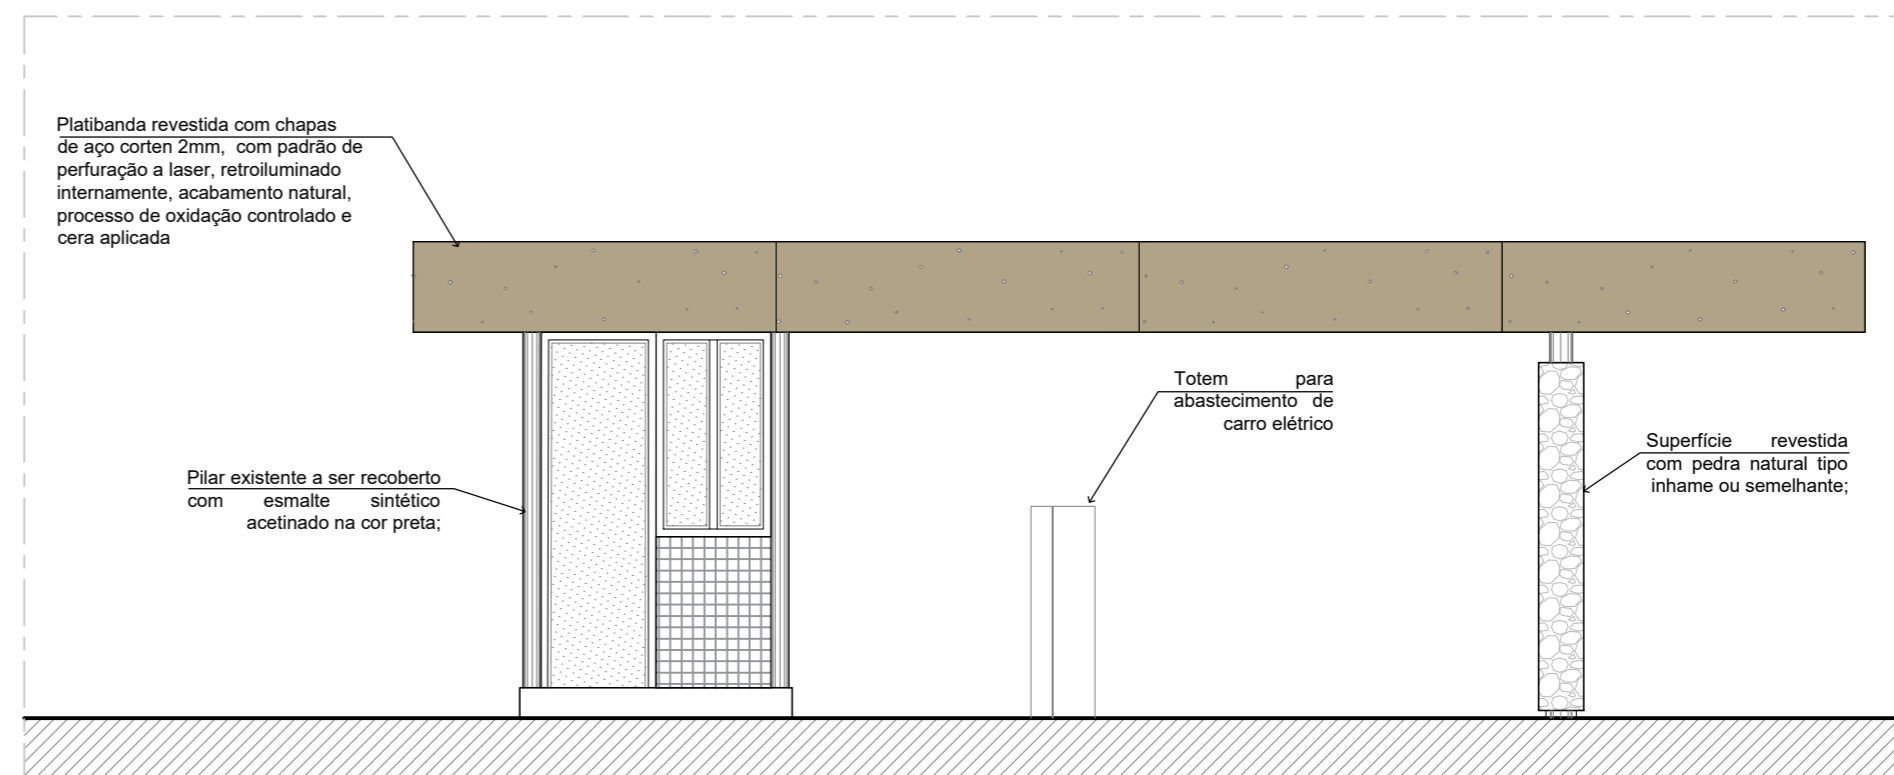 Platibanda revestida com chapas
de aço corten 2mm, com padrão de
perfuração a laser, retroiluminado
internamente, acabamento natural,
processo de oxidação controlado e
cera aplicada
Totem para
abastecimento de
carro elétrico
Superfície revestida
com pedra natural tipo
inhame ou semelhante;
Pilar existente a ser recoberto
com esmalte sintético
acetinado na cor preta;